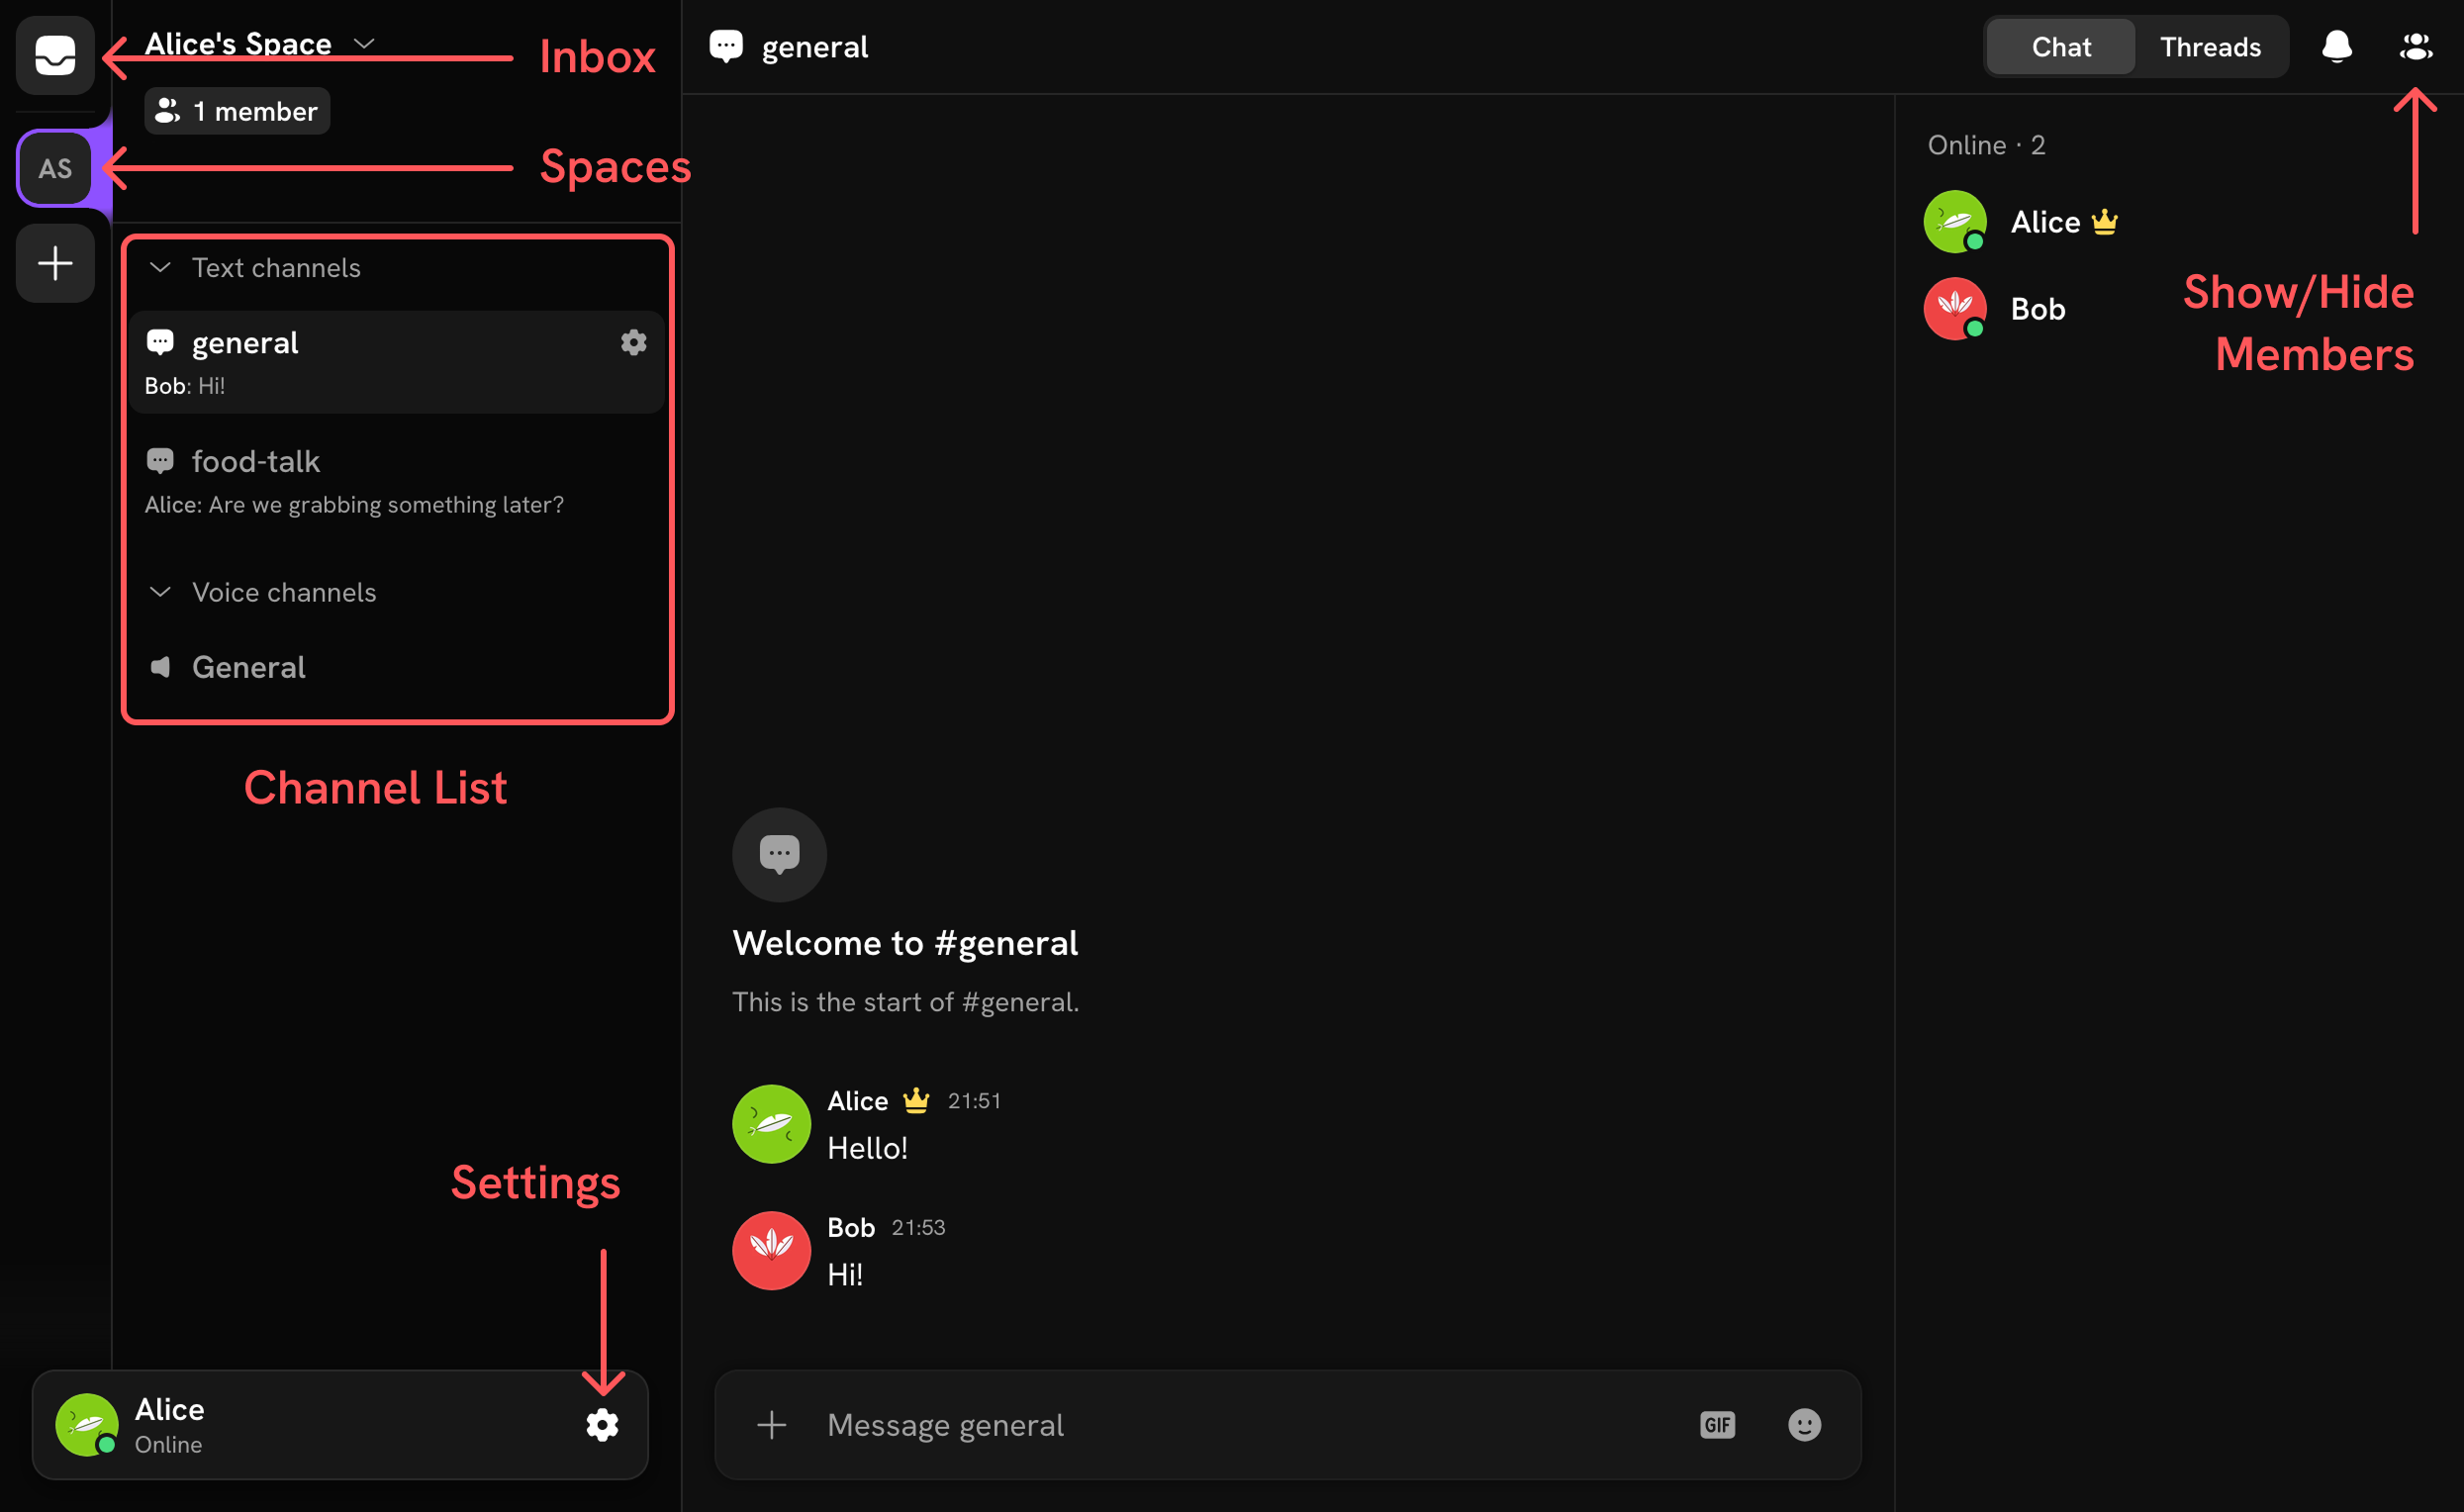 Alice's Space
Inbox
1 member
AS
Spaces
Text channels
general
Bob: Hi!
food-talk
Alice: Are we grabbing something later?
Voice channels
General
Channel List
Settings
Alice
Online
general
Chat
Threads
Welcome to #general
This is the start of #general.
Alice 21:51
Hello!
Bob 21:53
Hi!
Message general
GIF
Online · 2
Alice
Bob
Show/Hide
Members